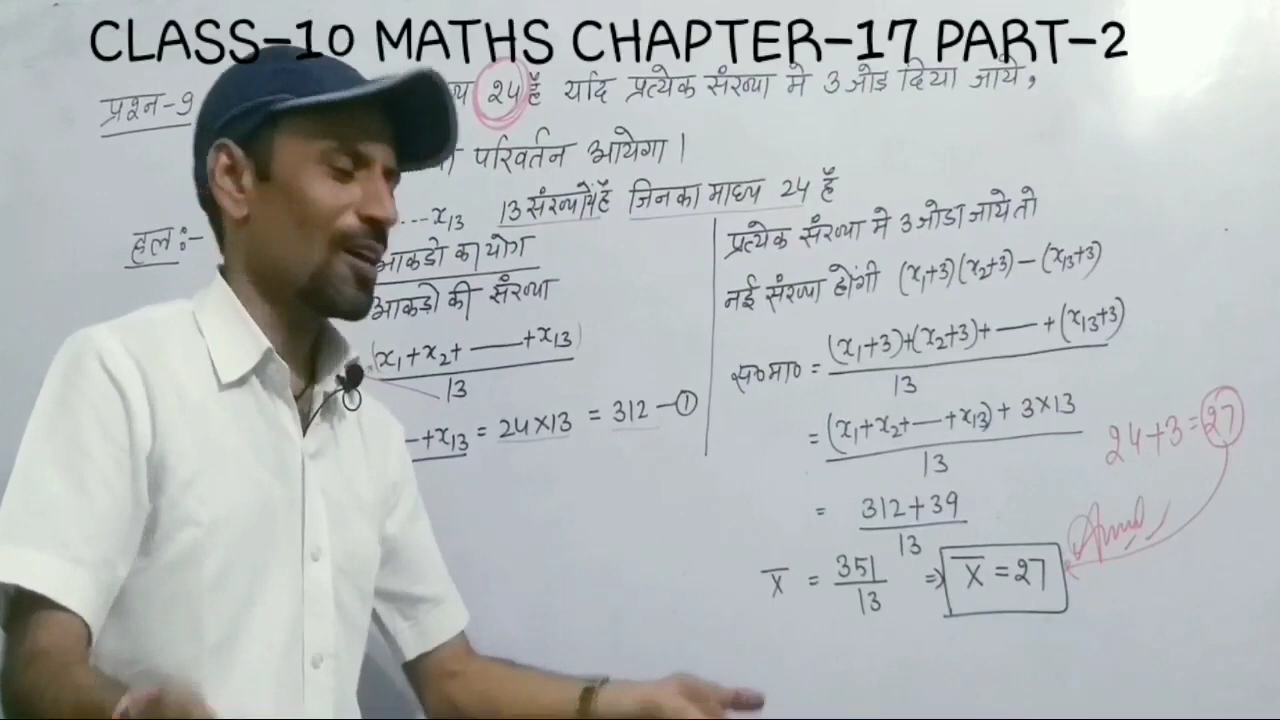 CLASS-10 MATHS CHAPTER-17 PART-2
प्रश्न-9 24 है यदि प्रत्येक संख्या मे 3 जोड दिया जाये,
परिवर्तन आयेगा।
हल:- ----x₁₃ 13 संख्यायें हैं जिनका माध्य 24 है
आकडो का योग
आकडो की संख्या
(x₁+x₂+ —— +x₁₃)
13
—+x₁₃ = 24×13 = 312 —①
प्रत्येक संख्या मे 3 जोडा जाये तो
नई संख्या होंगी (x₁+3)(x₂+3) — (x₁₃+3)
स०मा० = (x₁+3)+(x₂+3)+ —— +(x₁₃+3)
13
= (x₁+x₂+ — +x₁₃) + 3×13
13
24+3=27
= 312+39
13
X̄ = 351
13
⇒ X̄ = 27